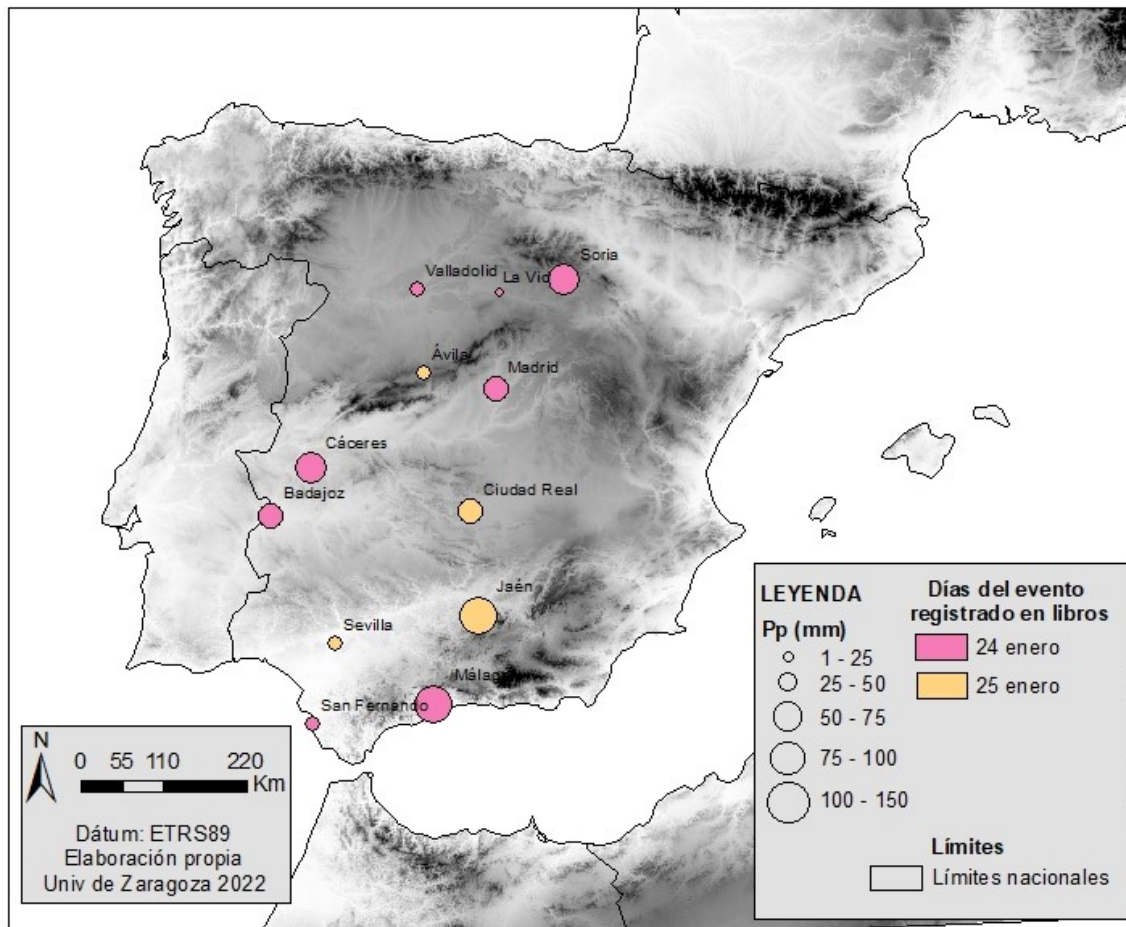 Soria
Valladolid
La Vid
Ávila
Madrid
Cáceres
Badajoz
Ciudad Real
Jaén
Sevilla
Málaga
San Fernando
N
0 55 110 220
Km
Dátum: ETRS89
Elaboración propia
Univ de Zaragoza 2022
LEYENDA
Pp (mm)
1 - 25
25 - 50
50 - 75
75 - 100
100 - 150
Días del evento
registrado en libros
24 enero
25 enero
Límites
Límites nacionales